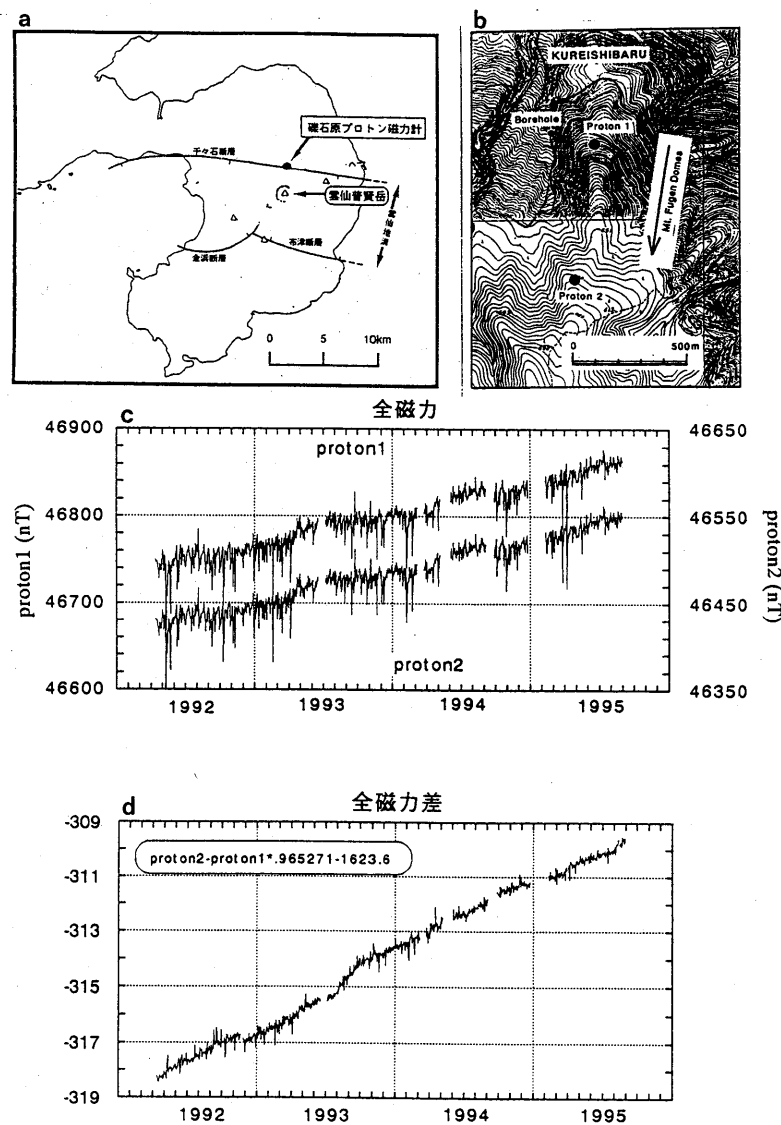 a
礫石原プロトン磁力計
千々石断層
雲仙普賢岳
雲仙地溝
布津断層
金浜断層
0 5 10km
b
KUREISHIBARU
Borehole
Proton 1
Mt. Fugen Domes
Proton 2
0 500m
c
全磁力
46900
46800
46700
46600
proton1 (nT)
proton1
proton2
46650
46550
46450
46350
proton2 (nT)
1992 1993 1994 1995
d
全磁力差
-309
-311
-313
-315
-317
-319
proton2-proton1*.965271-1623.6
1992 1993 1994 1995